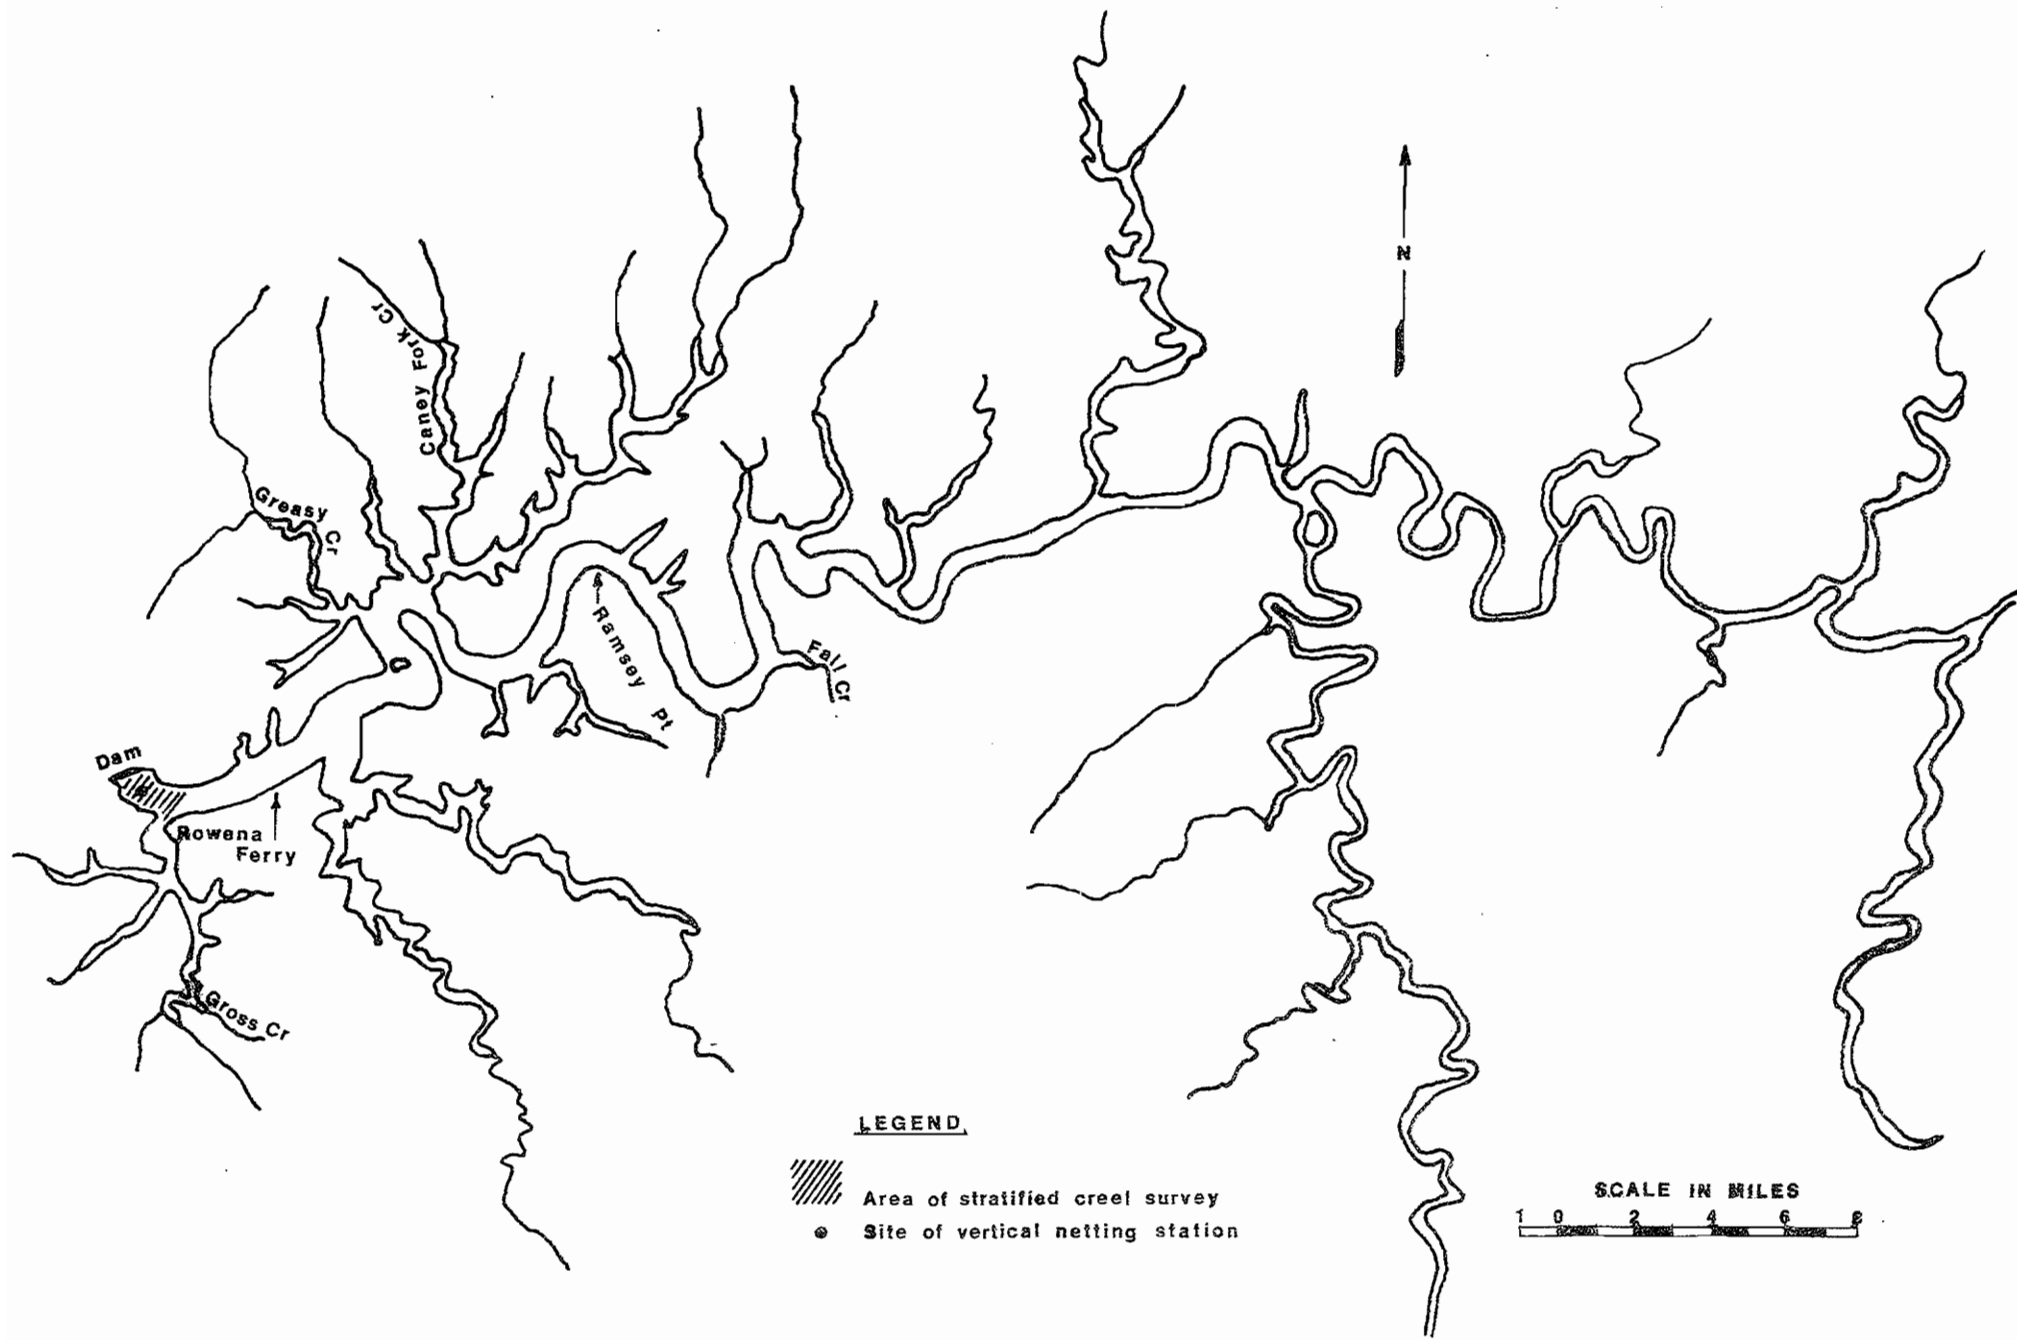 N
Caney Fork Cr
Greasy
Cr
Ramsey Pt
Fall
Cr
Dam
Rowena
Ferry
Gross Cr
LEGEND
Area of stratified creel survey
Site of vertical netting station
SCALE IN MILES
1 0 2 4 6 8